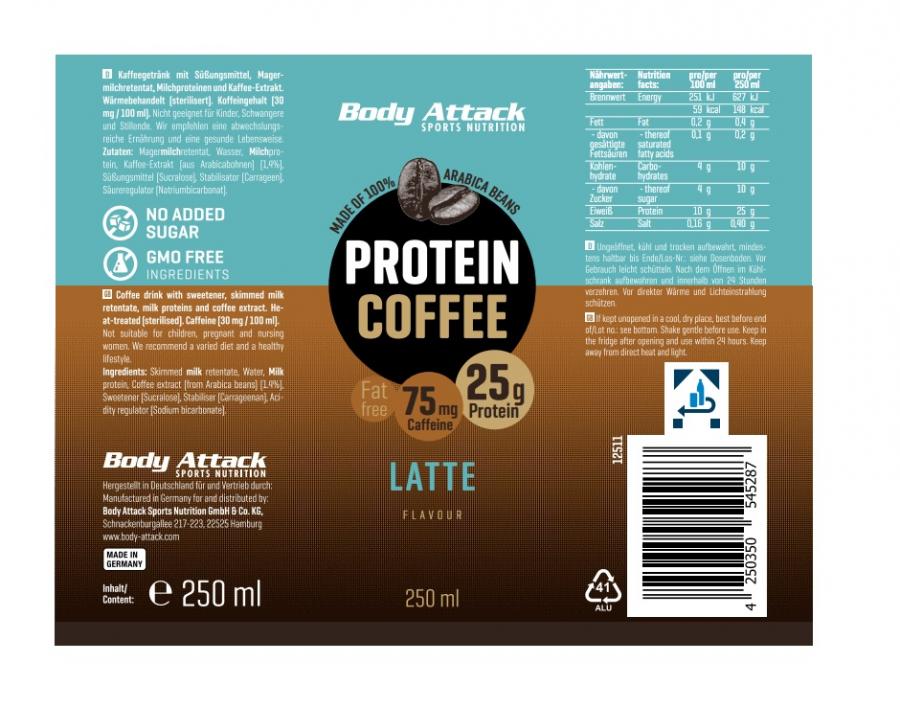 D Kaffeegetränk mit Süßungsmittel, Mager-
milchretentat, Milchproteinen und Kaffee-Extrakt.
Wärmebehandelt (sterilisert). Koffeingehalt (30
mg / 100 ml). Nicht geeignet für Kinder, Schwangere
und Stillende. Wir empfehlen eine abwechslungs-
reiche Ernährung und eine gesunde Lebensweise.
Zutaten: Magermilchretentat, Wasser, Milchpro-
tein, Kaffee-Extrakt (aus Arabicabohnen) (1,4%),
Süßungsmittel (Sucralose), Stabilisator (Carrageen),
Säureregulator (Natriumbicarbonat).
NO ADDED
SUGAR
GMO FREE
INGREDIENTS
GB Coffee drink with sweetener, skimmed milk
retentate, milk proteins and coffee extract. He-
at-treated (sterilised). Caffeine (30 mg / 100 ml).
Not suitable for children, pregnant and nursing
women. We recommend a varied diet and a healthy
lifestyle.
Ingredients: Skimmed milk retentate, Water, Milk
protein, Coffee extract (from Arabica beans) (1.4%),
Sweetener (Sucralose), Stabiliser (Carrageenan), Aci-
dity regulator (Sodium bicarbonate).
Body Attack
SPORTS NUTRITION
Hergestellt in Deutschland für und Vertrieb durch:
Manufactured in Germany for and distributed by:
Body Attack Sports Nutrition GmbH & Co. KG,
Schnackenburgallee 217-223, 22525 Hamburg
www.body-attack.com
MADE IN
GERMANY
Inhalt/
Content:
e 250 ml
Body Attack
SPORTS NUTRITION
MADE OF 100% ARABICA BEANS
PROTEIN
COFFEE
Fat
free
75 mg
Caffeine
25g
Protein
LATTE
FLAVOUR
250 ml
Nährwert- Nutrition pro/per pro/per
angaben: facts: 100 ml 250 ml
Brennwert Energy 251 kJ 627 kJ
59 kcal 148 kcal
Fett Fat 0,2 g 0,4 g
- davon - thereof 0,1 g 0,2 g
gesättigte saturated
Fettsäuren fatty acids
Kohlen- Carbo- 4 g 10 g
hydrate hydrates
- davon - thereof 4 g 10 g
Zucker sugar
Eiweiß Protein 10 g 25 g
Salz Salt 0,16 g 0,40 g
D Ungeöffnet, kühl und trocken aufbewahrt, mindes-
tens haltbar bis Ende/Los-Nr.: siehe Dosenboden. Vor
Gebrauch leicht schütteln. Nach dem Öffnen im Kühl-
schrank aufbewahren und innerhalb von 24 Stunden
verzehren. Vor direkter Wärme und Lichteinstrahlung
schützen.
GB If kept unopened in a cool, dry place, best before end
of/Lot no.: see bottom. Shake gentle before use. Keep in
the fridge after opening and use within 24 hours. Keep
away from direct heat and light.
12511
4 250350 545287
41
ALU